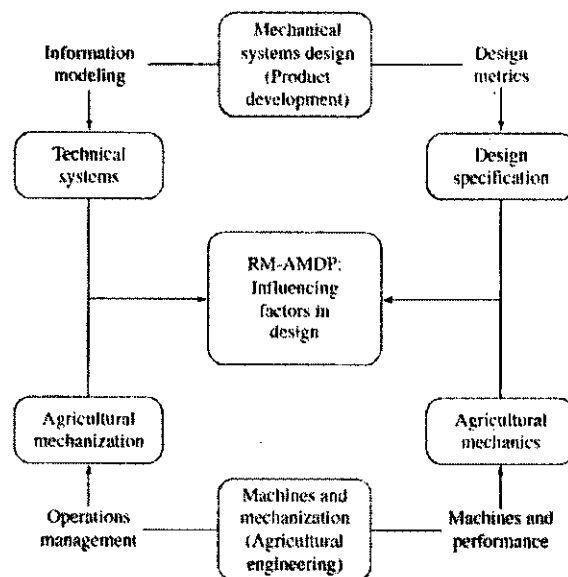 Information
modeling
Mechanical
systems design
(Product
development)
Design
metrics
Technical
systems
Design
specification
RM-AMDP:
Influencing
factors in
design
Agricultural
mechanization
Agricultural
mechanics
Operations
management
Machines and
mechanization
(Agricultural
engineering)
Machines and
performance